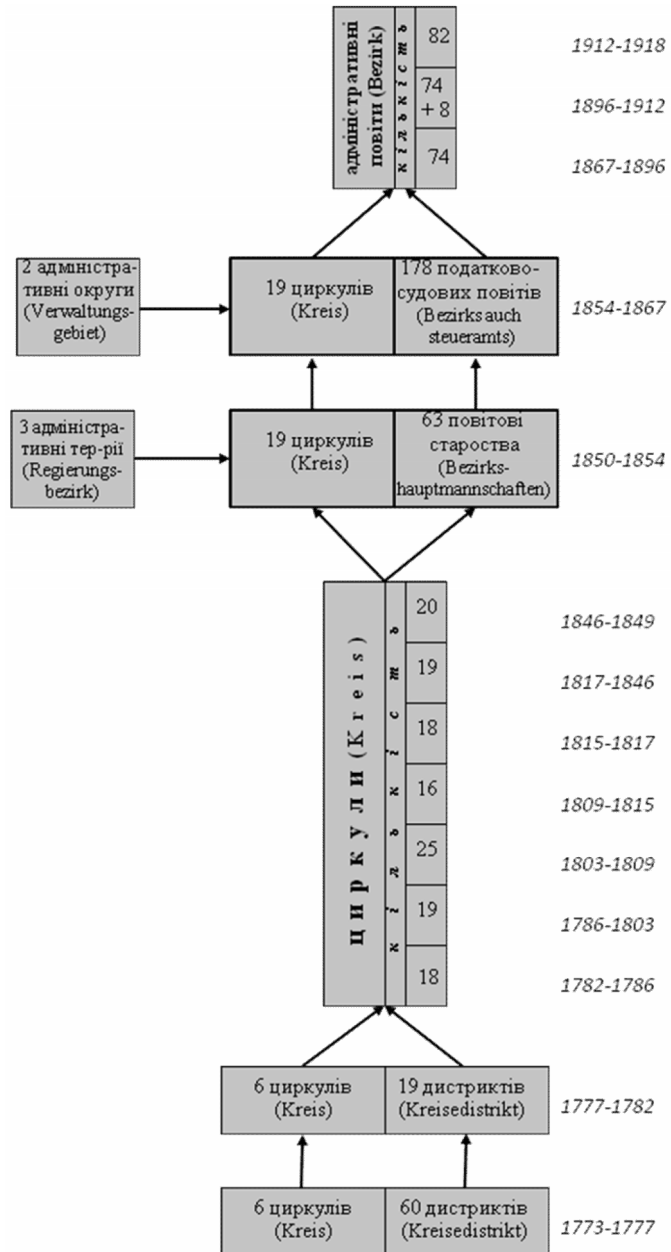 адміністративні
повіти (Bezirk)
кількість
82
1912-1918
74
+ 8
1896-1912
74
1867-1896
2 адміністра-
тивні округи
(Verwaltungs-
gebiet)
19 циркулів
(Kreis)
178 податково-
судових повітів
(Bezirks auch
steueramts)
1854-1867
3 адміністра-
тивні тер-рії
(Regierungs-
bezirk)
19 циркулів
(Kreis)
63 повітові
староства
(Bezirks-
hauptmannschaften)
1850-1854
циркули (Kreis)
кількість
20
1846-1849
19
1817-1846
18
1815-1817
16
1809-1815
25
1803-1809
19
1786-1803
18
1782-1786
6 циркулів
(Kreis)
19 дистриктів
(Kreisedistrikt)
1777-1782
6 циркулів
(Kreis)
60 дистриктів
(Kreisedistrikt)
1773-1777